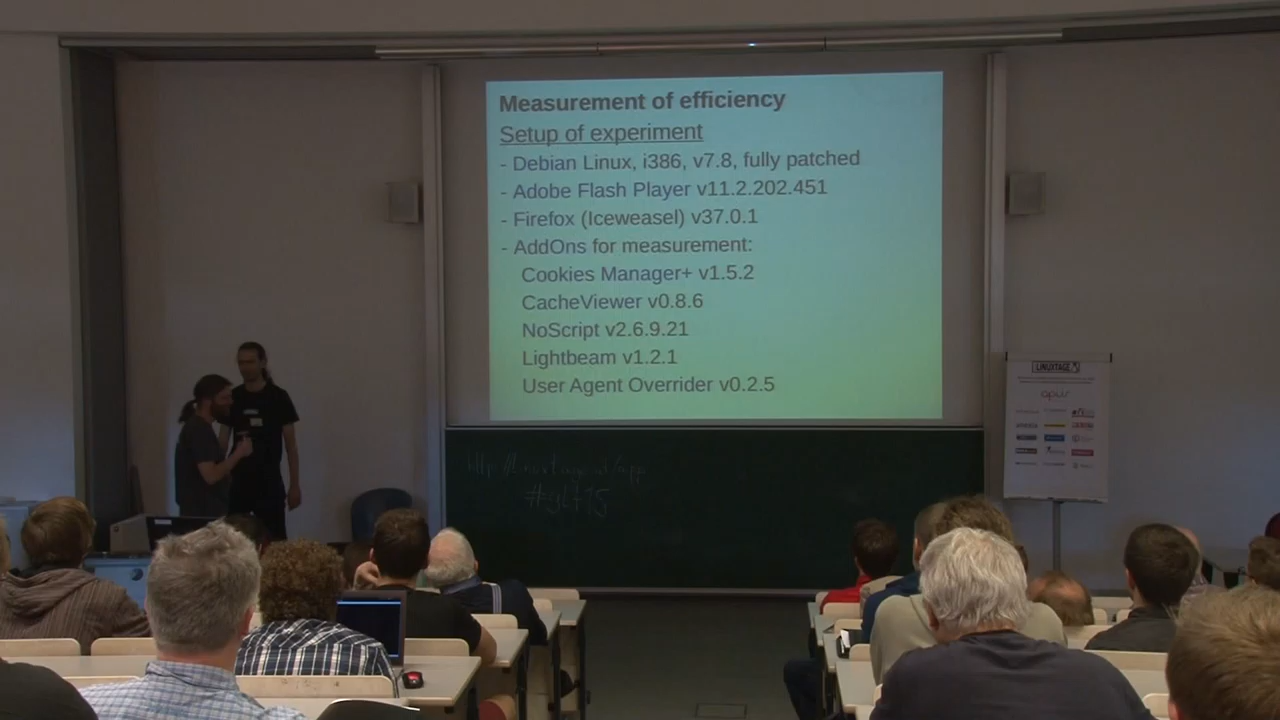 Measurement of efficiency
Setup of experiment
- Debian Linux, i386, v7.8, fully patched
- Adobe Flash Player v11.2.202.451
- Firefox (Iceweasel) v37.0.1
- AddOns for measurement:
Cookies Manager+ v1.5.2
CacheViewer v0.8.6
NoScript v2.6.9.21
Lightbeam v1.2.1
User Agent Overrider v0.2.5
LINUXTAGE
opus
#glt15